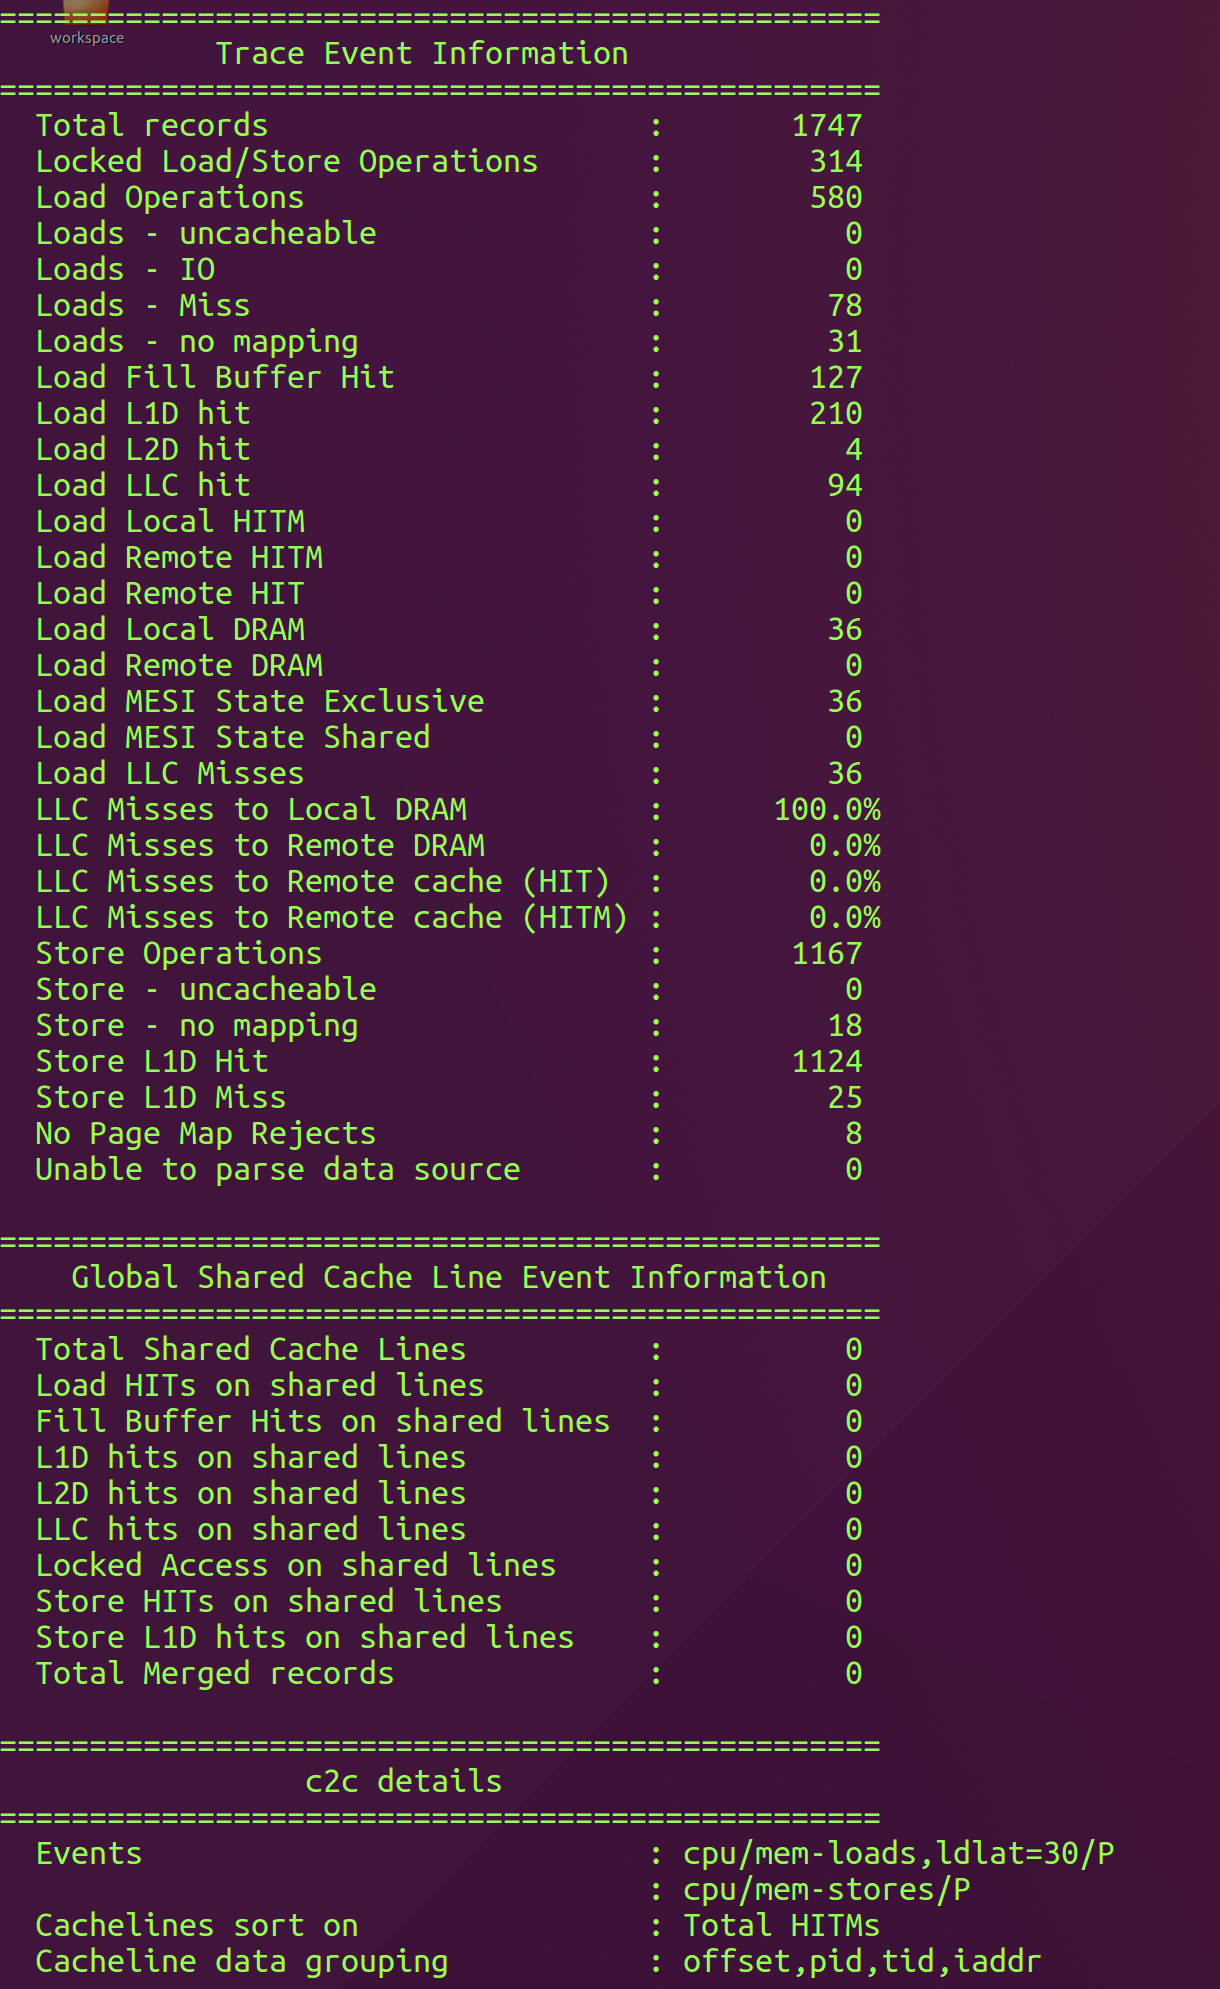 =================================================
workspace
            Trace Event Information
=================================================
  Total records                     :       1747
  Locked Load/Store Operations      :        314
  Load Operations                   :        580
  Loads - uncacheable               :          0
  Loads - IO                        :          0
  Loads - Miss                      :         78
  Loads - no mapping                :         31
  Load Fill Buffer Hit              :        127
  Load L1D hit                      :        210
  Load L2D hit                      :          4
  Load LLC hit                      :         94
  Load Local HITM                   :          0
  Load Remote HITM                  :          0
  Load Remote HIT                   :          0
  Load Local DRAM                   :         36
  Load Remote DRAM                  :          0
  Load MESI State Exclusive         :         36
  Load MESI State Shared            :          0
  Load LLC Misses                   :         36
  LLC Misses to Local DRAM          :      100.0%
  LLC Misses to Remote DRAM         :        0.0%
  LLC Misses to Remote cache (HIT)  :        0.0%
  LLC Misses to Remote cache (HITM) :        0.0%
  Store Operations                  :       1167
  Store - uncacheable               :          0
  Store - no mapping                :         18
  Store L1D Hit                     :       1124
  Store L1D Miss                    :         25
  No Page Map Rejects               :          8
  Unable to parse data source       :          0

=================================================
    Global Shared Cache Line Event Information
=================================================
  Total Shared Cache Lines          :          0
  Load HITs on shared lines         :          0
  Fill Buffer Hits on shared lines  :          0
  L1D hits on shared lines          :          0
  L2D hits on shared lines          :          0
  LLC hits on shared lines          :          0
  Locked Access on shared lines     :          0
  Store HITs on shared lines        :          0
  Store L1D hits on shared lines    :          0
  Total Merged records              :          0

=================================================
                 c2c details
=================================================
  Events                            : cpu/mem-loads,ldlat=30/P
                                    : cpu/mem-stores/P
  Cachelines sort on                : Total HITMs
  Cacheline data grouping           : offset,pid,tid,iaddr